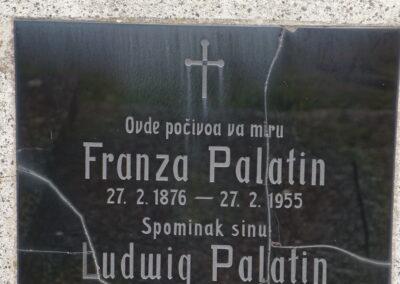 Ovde počivoa va miru
Franza Palatin
27. 2. 1876 — 27. 2. 1955
Spominak sinu
Ludwig Palatin